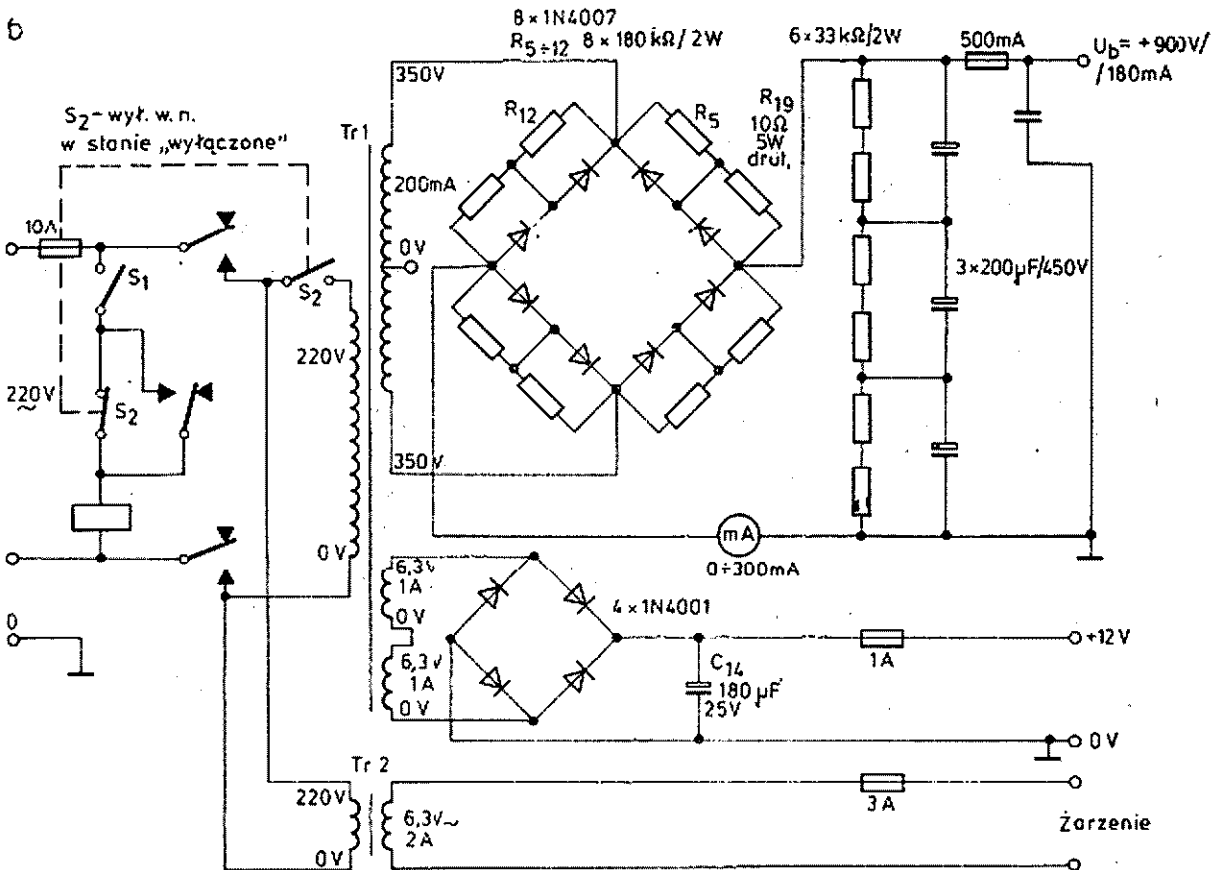 b
8 × 1N4007
R5÷12 8 × 180 kΩ / 2W
6 × 33 kΩ/2W
500mA
Ub = +900V/
/180mA
350V
S2 – wył. w. n.
w stanie „wyłączone"
Tr1
R12
R5
R19
10Ω
5W
drut,
200mA
10A
0V
S1
S2
3×200µF/450V
220V
220V
~
S2
350V
mA
0÷300mA
0V
6,3V
1A
0V
4 × 1N4001
0
+12V
1A
6,3V
1A
0V
C14
180 µF
25V
0 V
Tr 2
220V
3A
6,3V~
2A
Żarzenie
0V